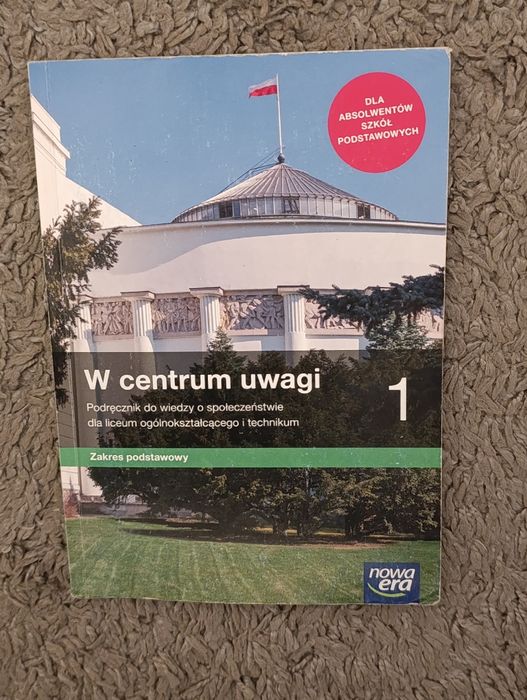 DLA
ABSOLWENTÓW
SZKÓŁ
PODSTAWOWYCH
W centrum uwagi
1
Podręcznik do wiedzy o społeczeństwie
dla liceum ogólnokształcącego i technikum
Zakres podstawowy
nowa
era